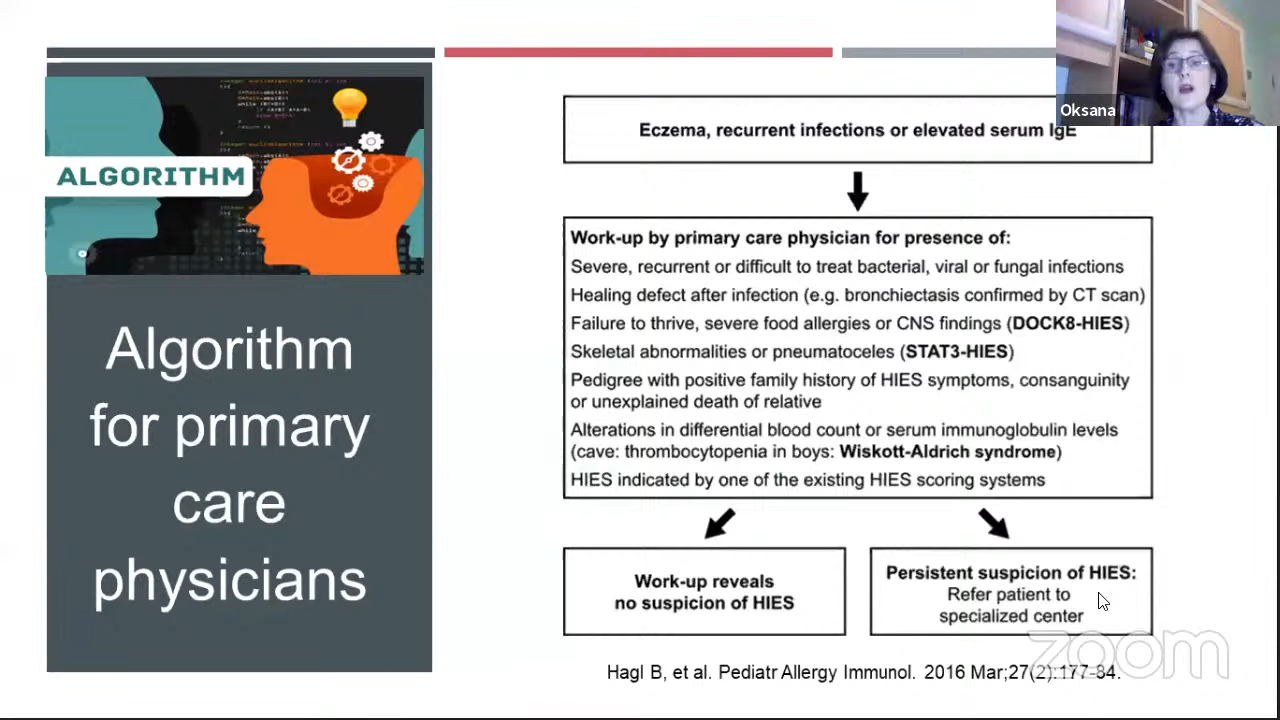 ALGORITHM
Algorithm
for primary
care
physicians
Oksana
Eczema, recurrent infections or elevated serum IgE
Work-up by primary care physician for presence of:
Severe, recurrent or difficult to treat bacterial, viral or fungal infections
Healing defect after infection (e.g. bronchiectasis confirmed by CT scan)
Failure to thrive, severe food allergies or CNS findings (DOCK8-HIES)
Skeletal abnormalities or pneumatoceles (STAT3-HIES)
Pedigree with positive family history of HIES symptoms, consanguinity
or unexplained death of relative
Alterations in differential blood count or serum immunoglobulin levels
(cave: thrombocytopenia in boys: Wiskott-Aldrich syndrome)
HIES indicated by one of the existing HIES scoring systems
Work-up reveals
no suspicion of HIES
Persistent suspicion of HIES:
Refer patient to
specialized center
zoom
Hagl B, et al. Pediatr Allergy Immunol. 2016 Mar;27(2):177-84.